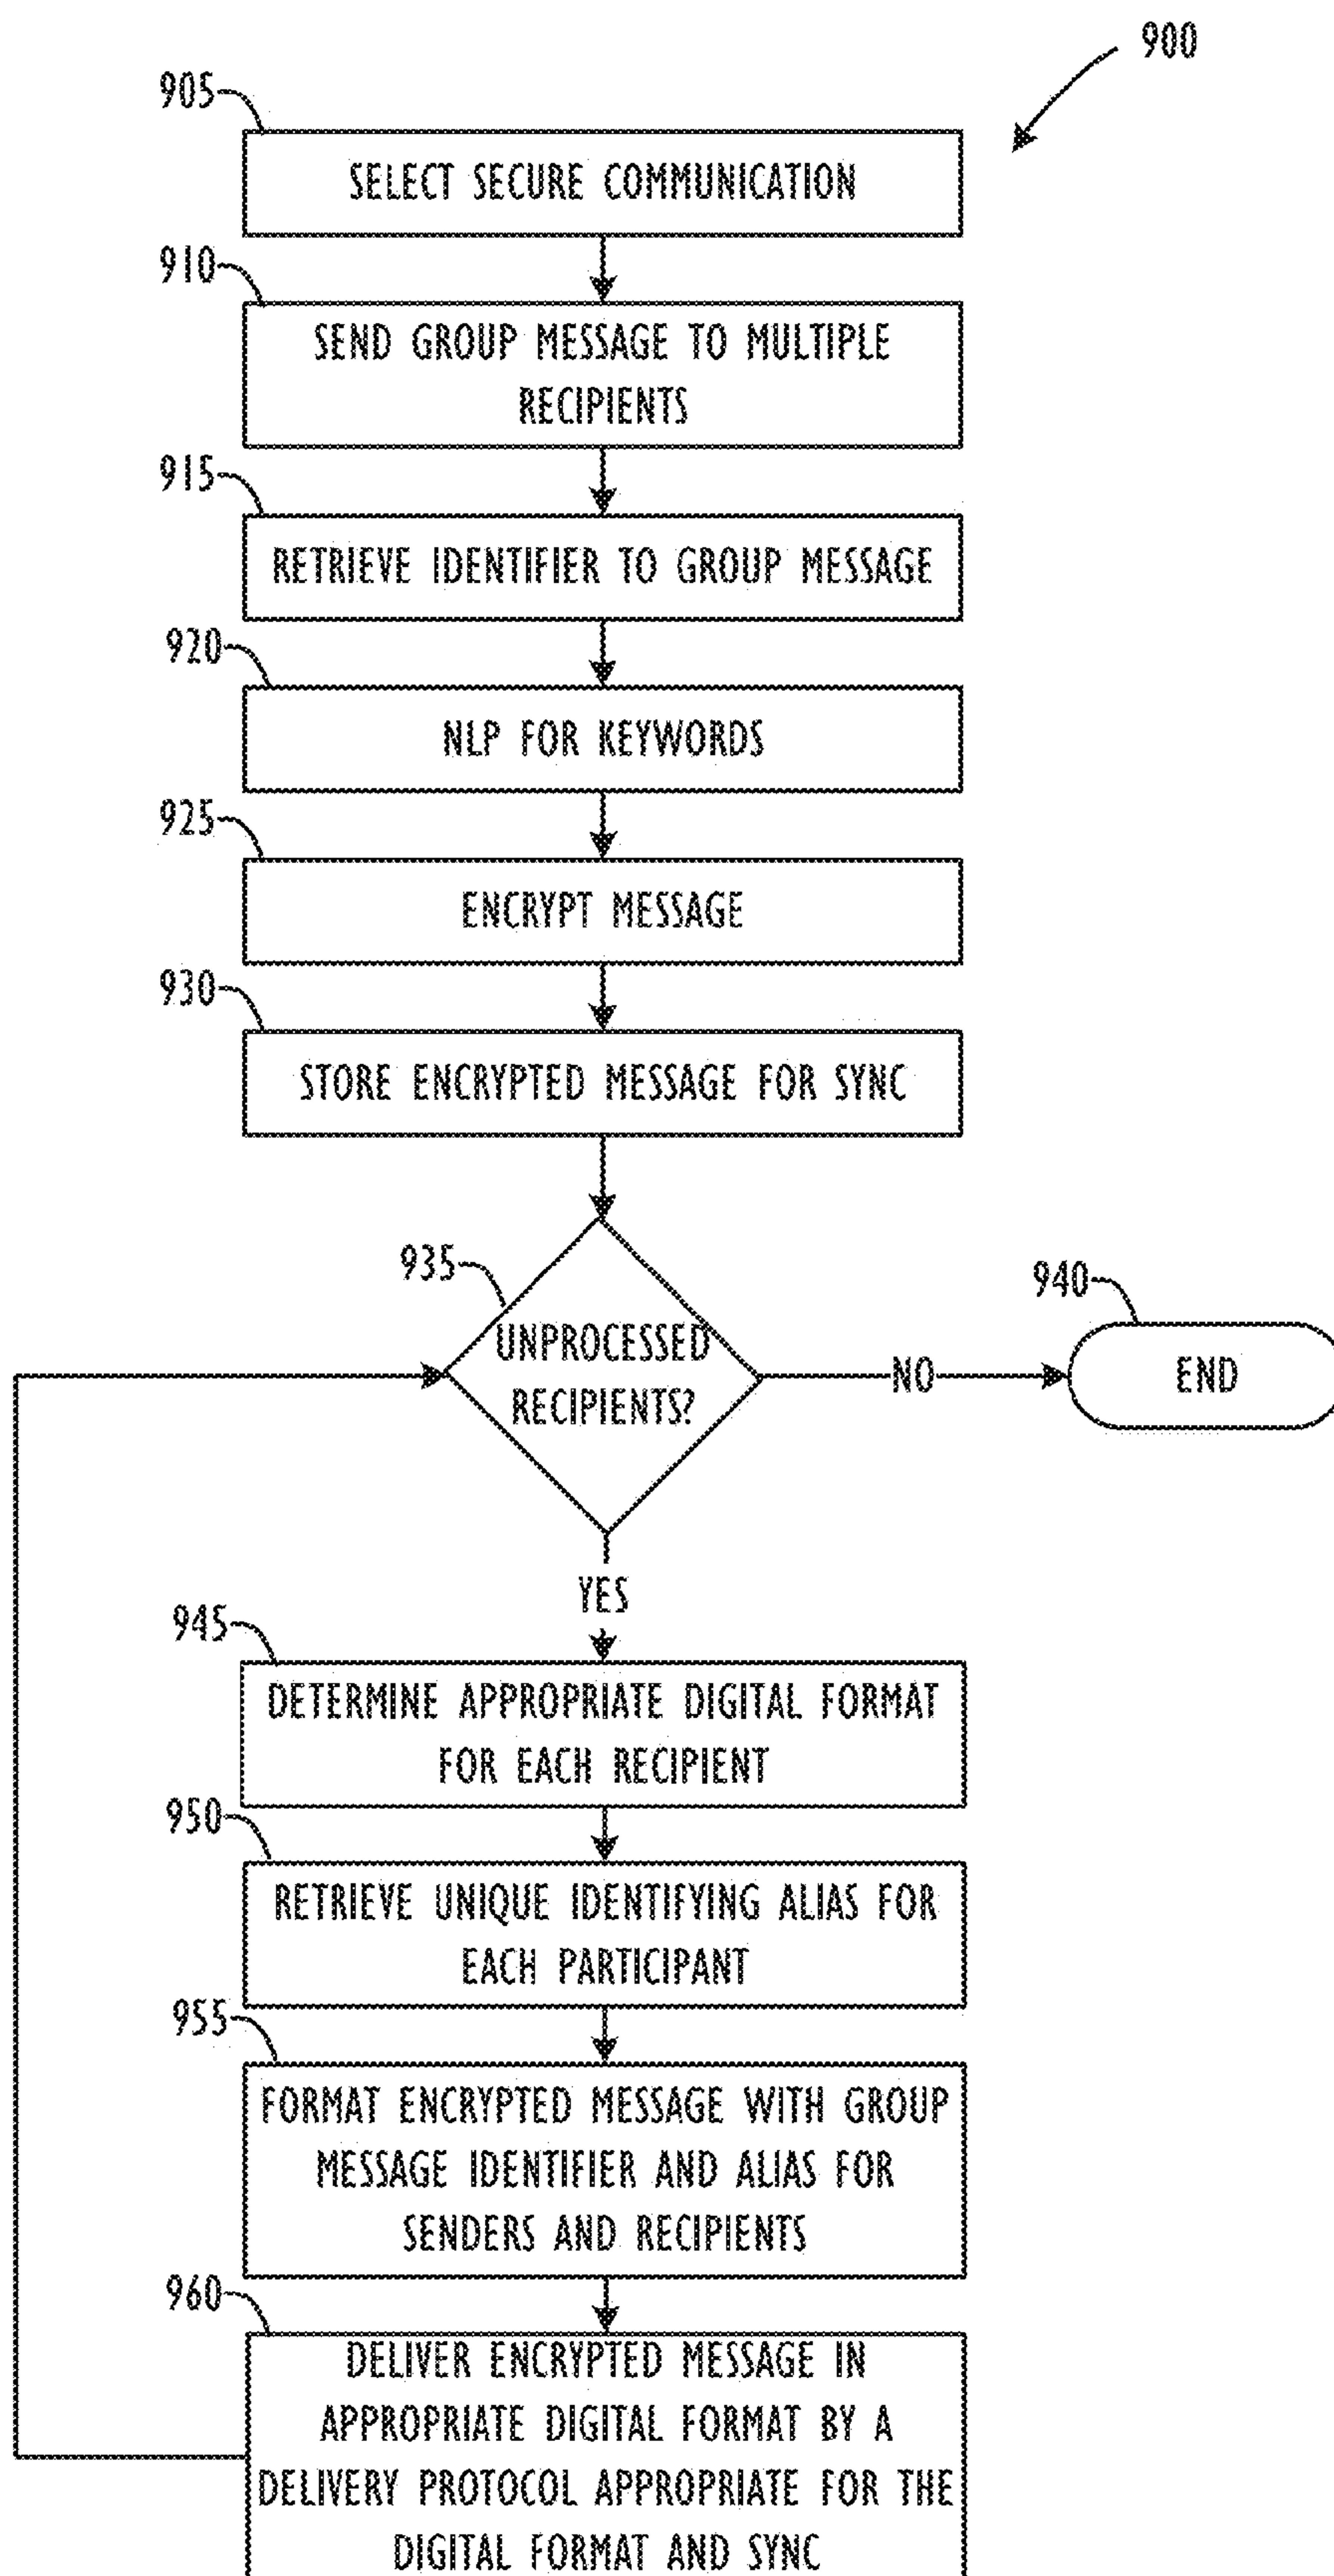 900
905
SELECT SECURE COMMUNICATION
910
SEND GROUP MESSAGE TO MULTIPLE
RECIPIENTS
915
RETRIEVE IDENTIFIER TO GROUP MESSAGE
920
NLP FOR KEYWORDS
925
ENCRYPT MESSAGE
930
STORE ENCRYPTED MESSAGE FOR SYNC
935
UNPROCESSED
RECIPIENTS?
NO
940
END
YES
945
DETERMINE APPROPRIATE DIGITAL FORMAT
FOR EACH RECIPIENT
950
RETRIEVE UNIQUE IDENTIFYING ALIAS FOR
EACH PARTICIPANT
955
FORMAT ENCRYPTED MESSAGE WITH GROUP
MESSAGE IDENTIFIER AND ALIAS FOR
SENDERS AND RECIPIENTS
960
DELIVER ENCRYPTED MESSAGE IN
APPROPRIATE DIGITAL FORMAT BY A
DELIVERY PROTOCOL APPROPRIATE FOR THE
DIGITAL FORMAT AND SYNC